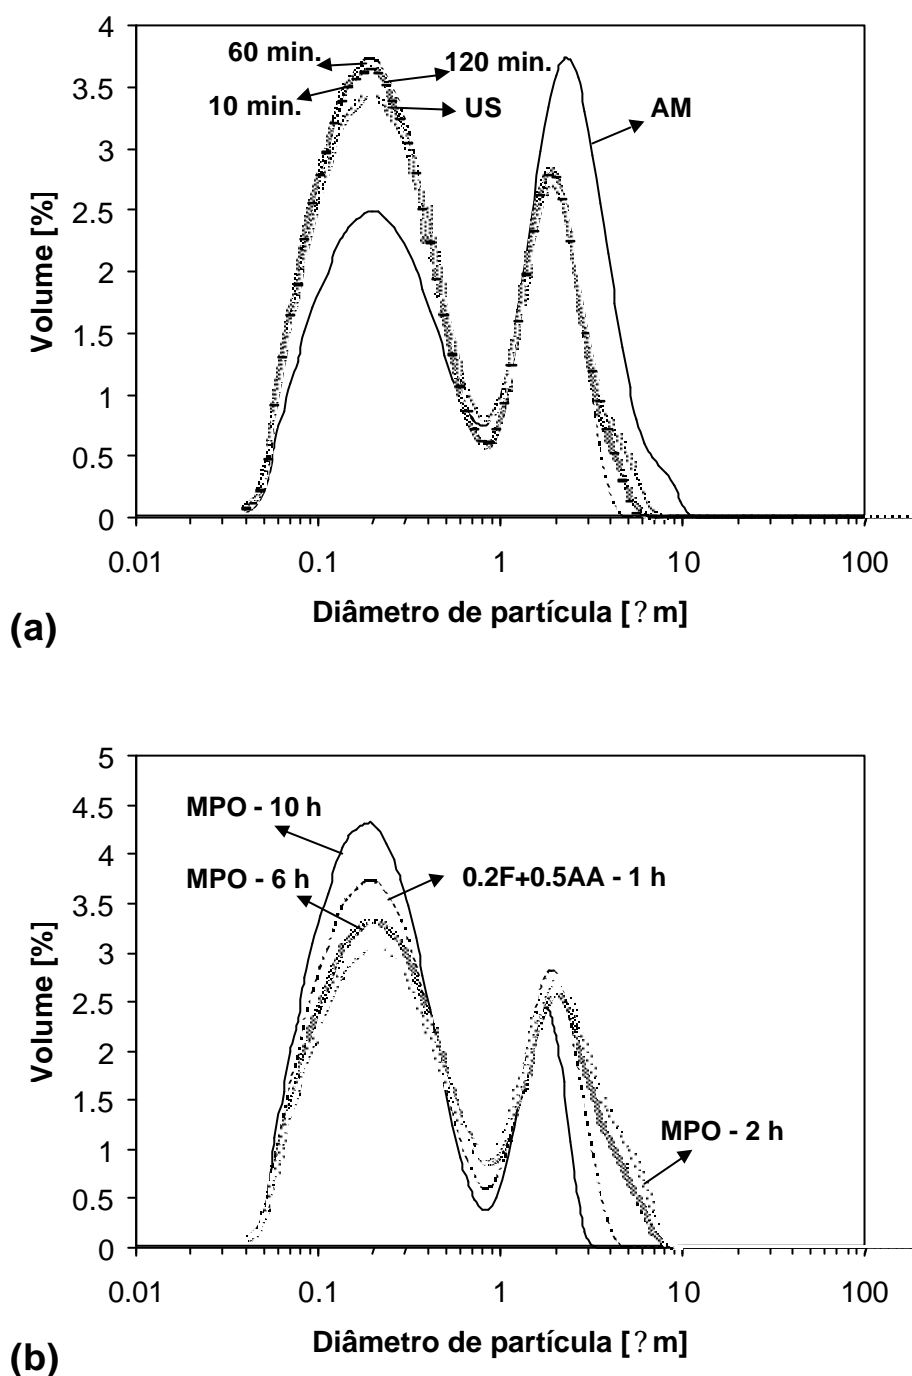 (a)
Volume [%]
4
3.5
3
2.5
2
1.5
1
0.5
0
60 min.
120 min.
10 min.
US
AM
0.01
0.1
1
10
100
Diâmetro de partícula [?m]
(b)
Volume [%]
5
4.5
4
3.5
3
2.5
2
1.5
1
0.5
0
MPO - 10 h
MPO - 6 h
0.2F+0.5AA - 1 h
MPO - 2 h
0.01
0.1
1
10
100
Diâmetro de partícula [?m]